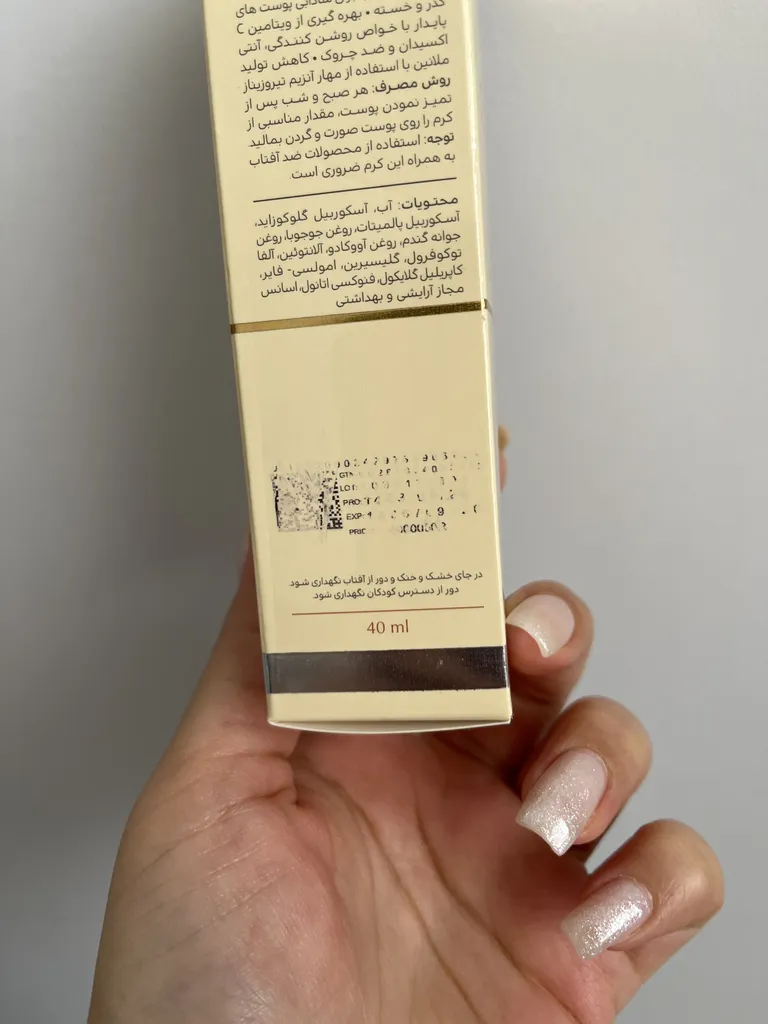 کدر و خسته • بهره گیری از ویتامین C
پایدار با خواص روشن کنندگی، آنتی
اکسیدان و ضد چروک • کاهش تولید
ملانین با استفاده از مهار آنزیم تیروزیناز
روش مصرف: هر صبح و شب پس از
تمیز نمودن پوست، مقدار مناسبی از
کرم را روی پوست صورت و گردن بمالید.
توجه: استفاده از محصولات ضد آفتاب
به همراه این کرم ضروری است.
محتویات: آب، آسکوربیل گلوکوزاید،
آسکوربیل پالمیتات، روغن جوجوبا، روغن
جوانه گندم، روغن آووکادو، آلانتوئین، آلفا
توکوفرول، گلیسیرین، امولسی- فایر،
کاپریلیل گلایکول، فنوکسی اتانول، اسانس
مجاز آرایشی و بهداشتی
LOT:
PRO:
EXP:
در جای خشک و خنک و دور از آفتاب نگهداری شود.
دور از دسترس کودکان نگهداری شود.
40 ml